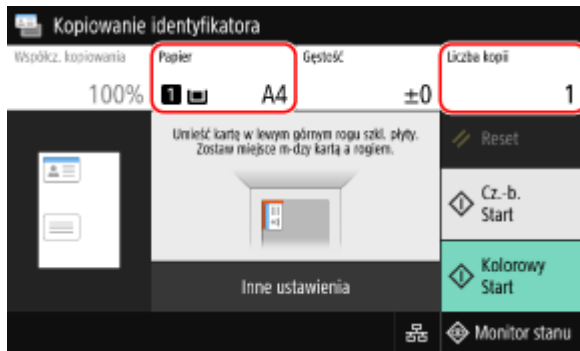 Kopiowanie identyfikatora
Współcz. kopiowania
Papier
Gęstość
Liczba kopii
100%
1
A4
±0
1
Umieść kartę w lewym górnym rogu szkl. płyty.
Zostaw miejsce m-dzy kartą a rogiem.
Reset
Cz.-b.
Start
Kolorowy
Start
Inne ustawienia
Monitor stanu